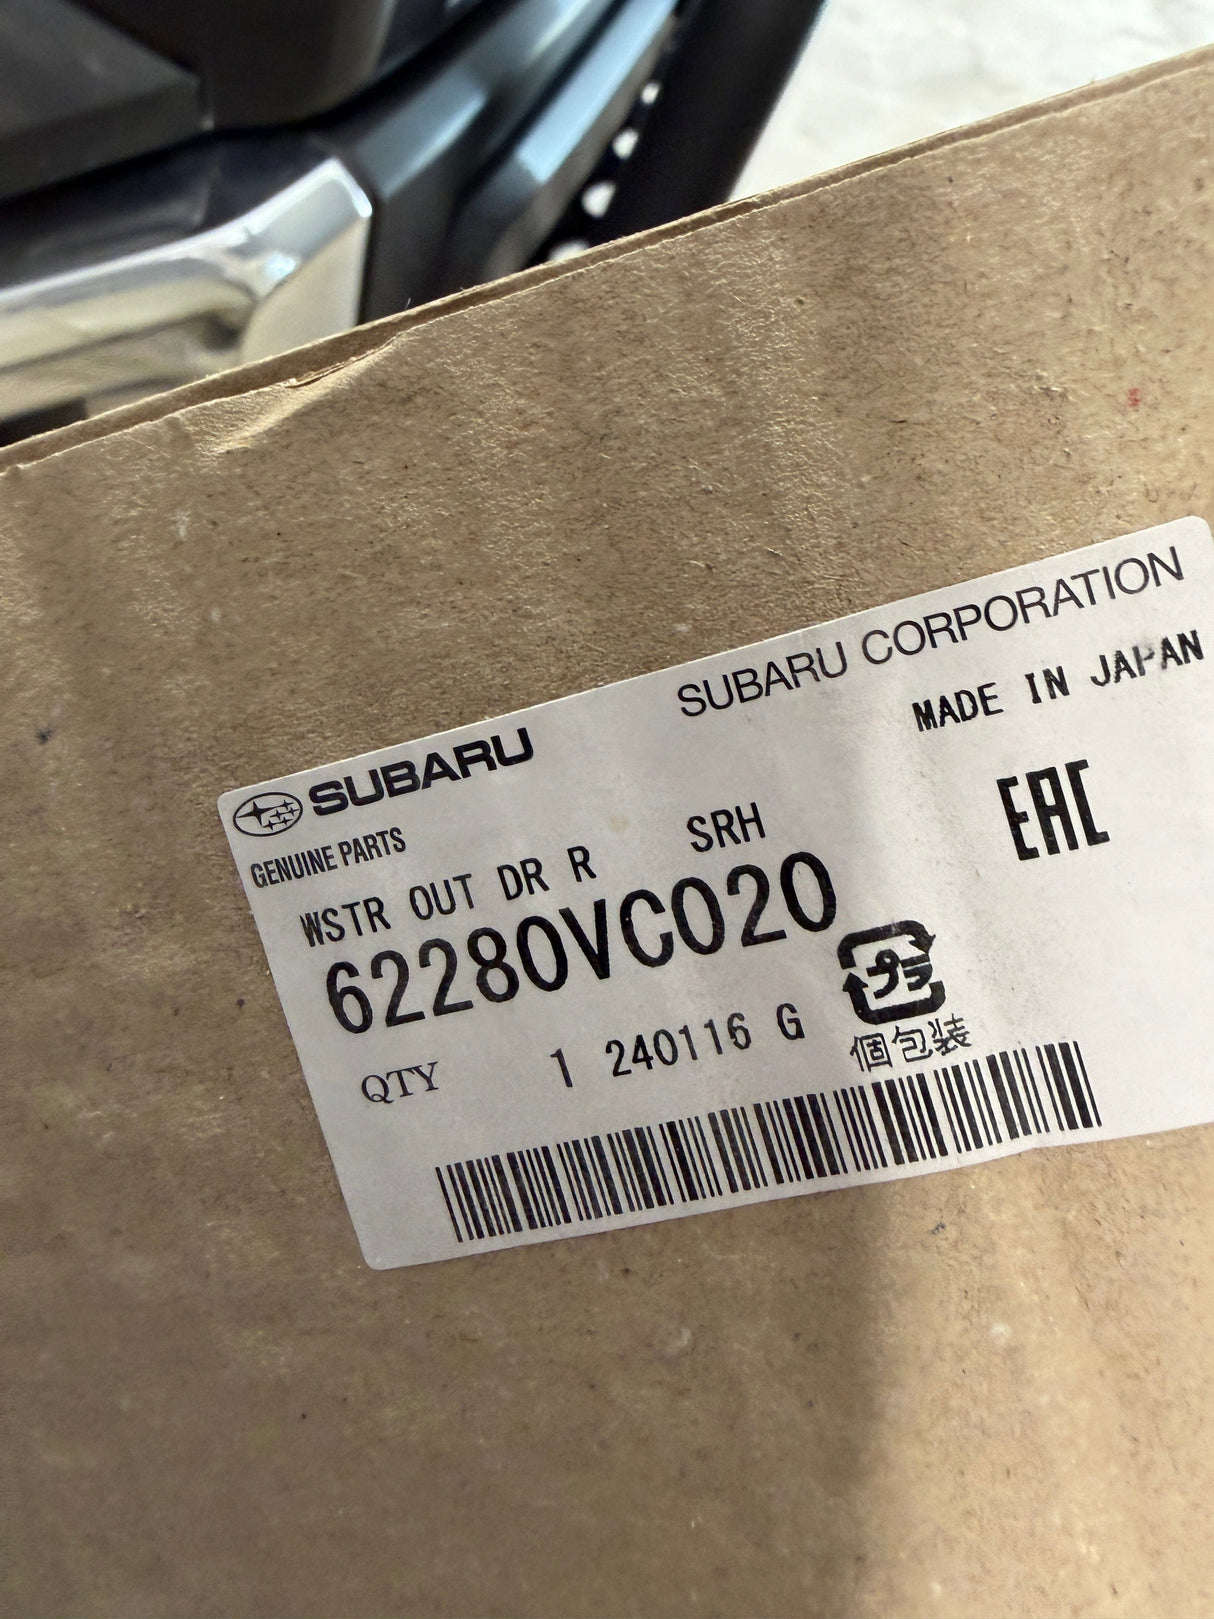 SUBARU CORPORATION
MADE IN JAPAN
SUBARU
GENUINE PARTS
EAC
WSTR OUT DR R SRH
62280VC020
プラ
個包装
QTY 1 240116 G